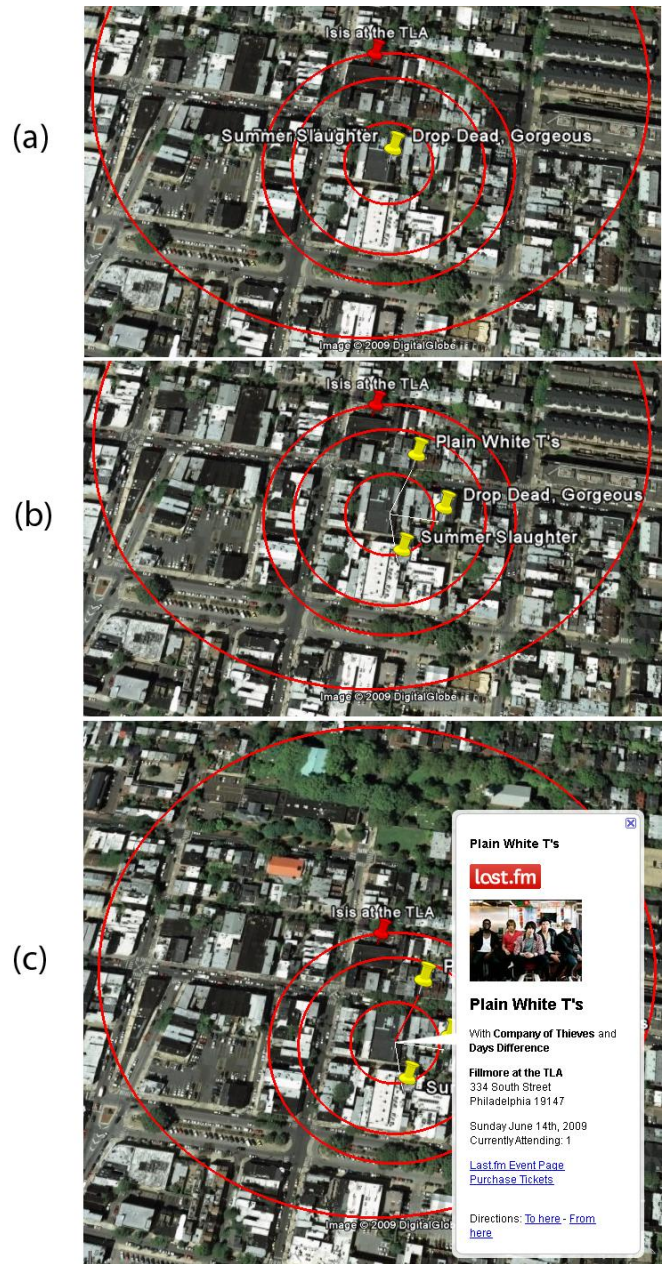 (a)
Isis at the TLA
Summer Slaughter
Drop Dead, Gorgeous
Image © 2009 DigitalGlobe
(b)
Isis at the TLA
Plain White T's
Drop Dead, Gorgeous
Summer Slaughter
Image © 2009 DigitalGlobe
(c)
Isis at the TLA
Image © 2009 DigitalGlob
Plain White T's
last.fm
Plain White T's
With Company of Thieves and
Days Difference
Fillmore at the TLA
334 South Street
Philadelphia 19147
Sunday June 14th, 2009
Currently Attending: 1
Last.fm Event Page
Purchase Tickets
Directions: To here - From
here